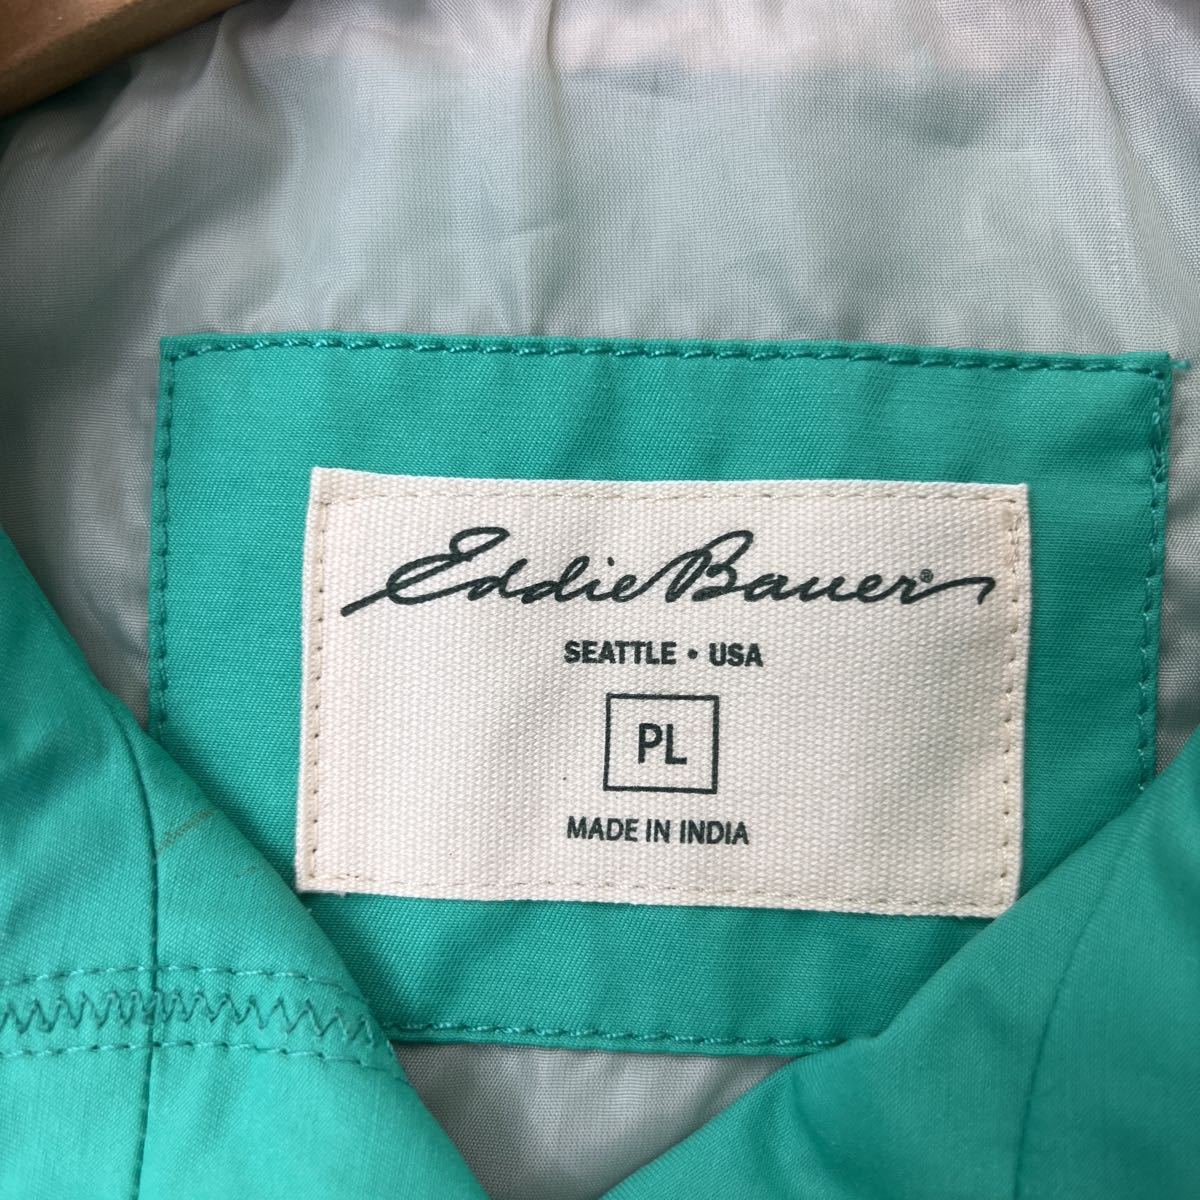 Eddie Bauer®
SEATTLE • USA
PL
MADE IN INDIA